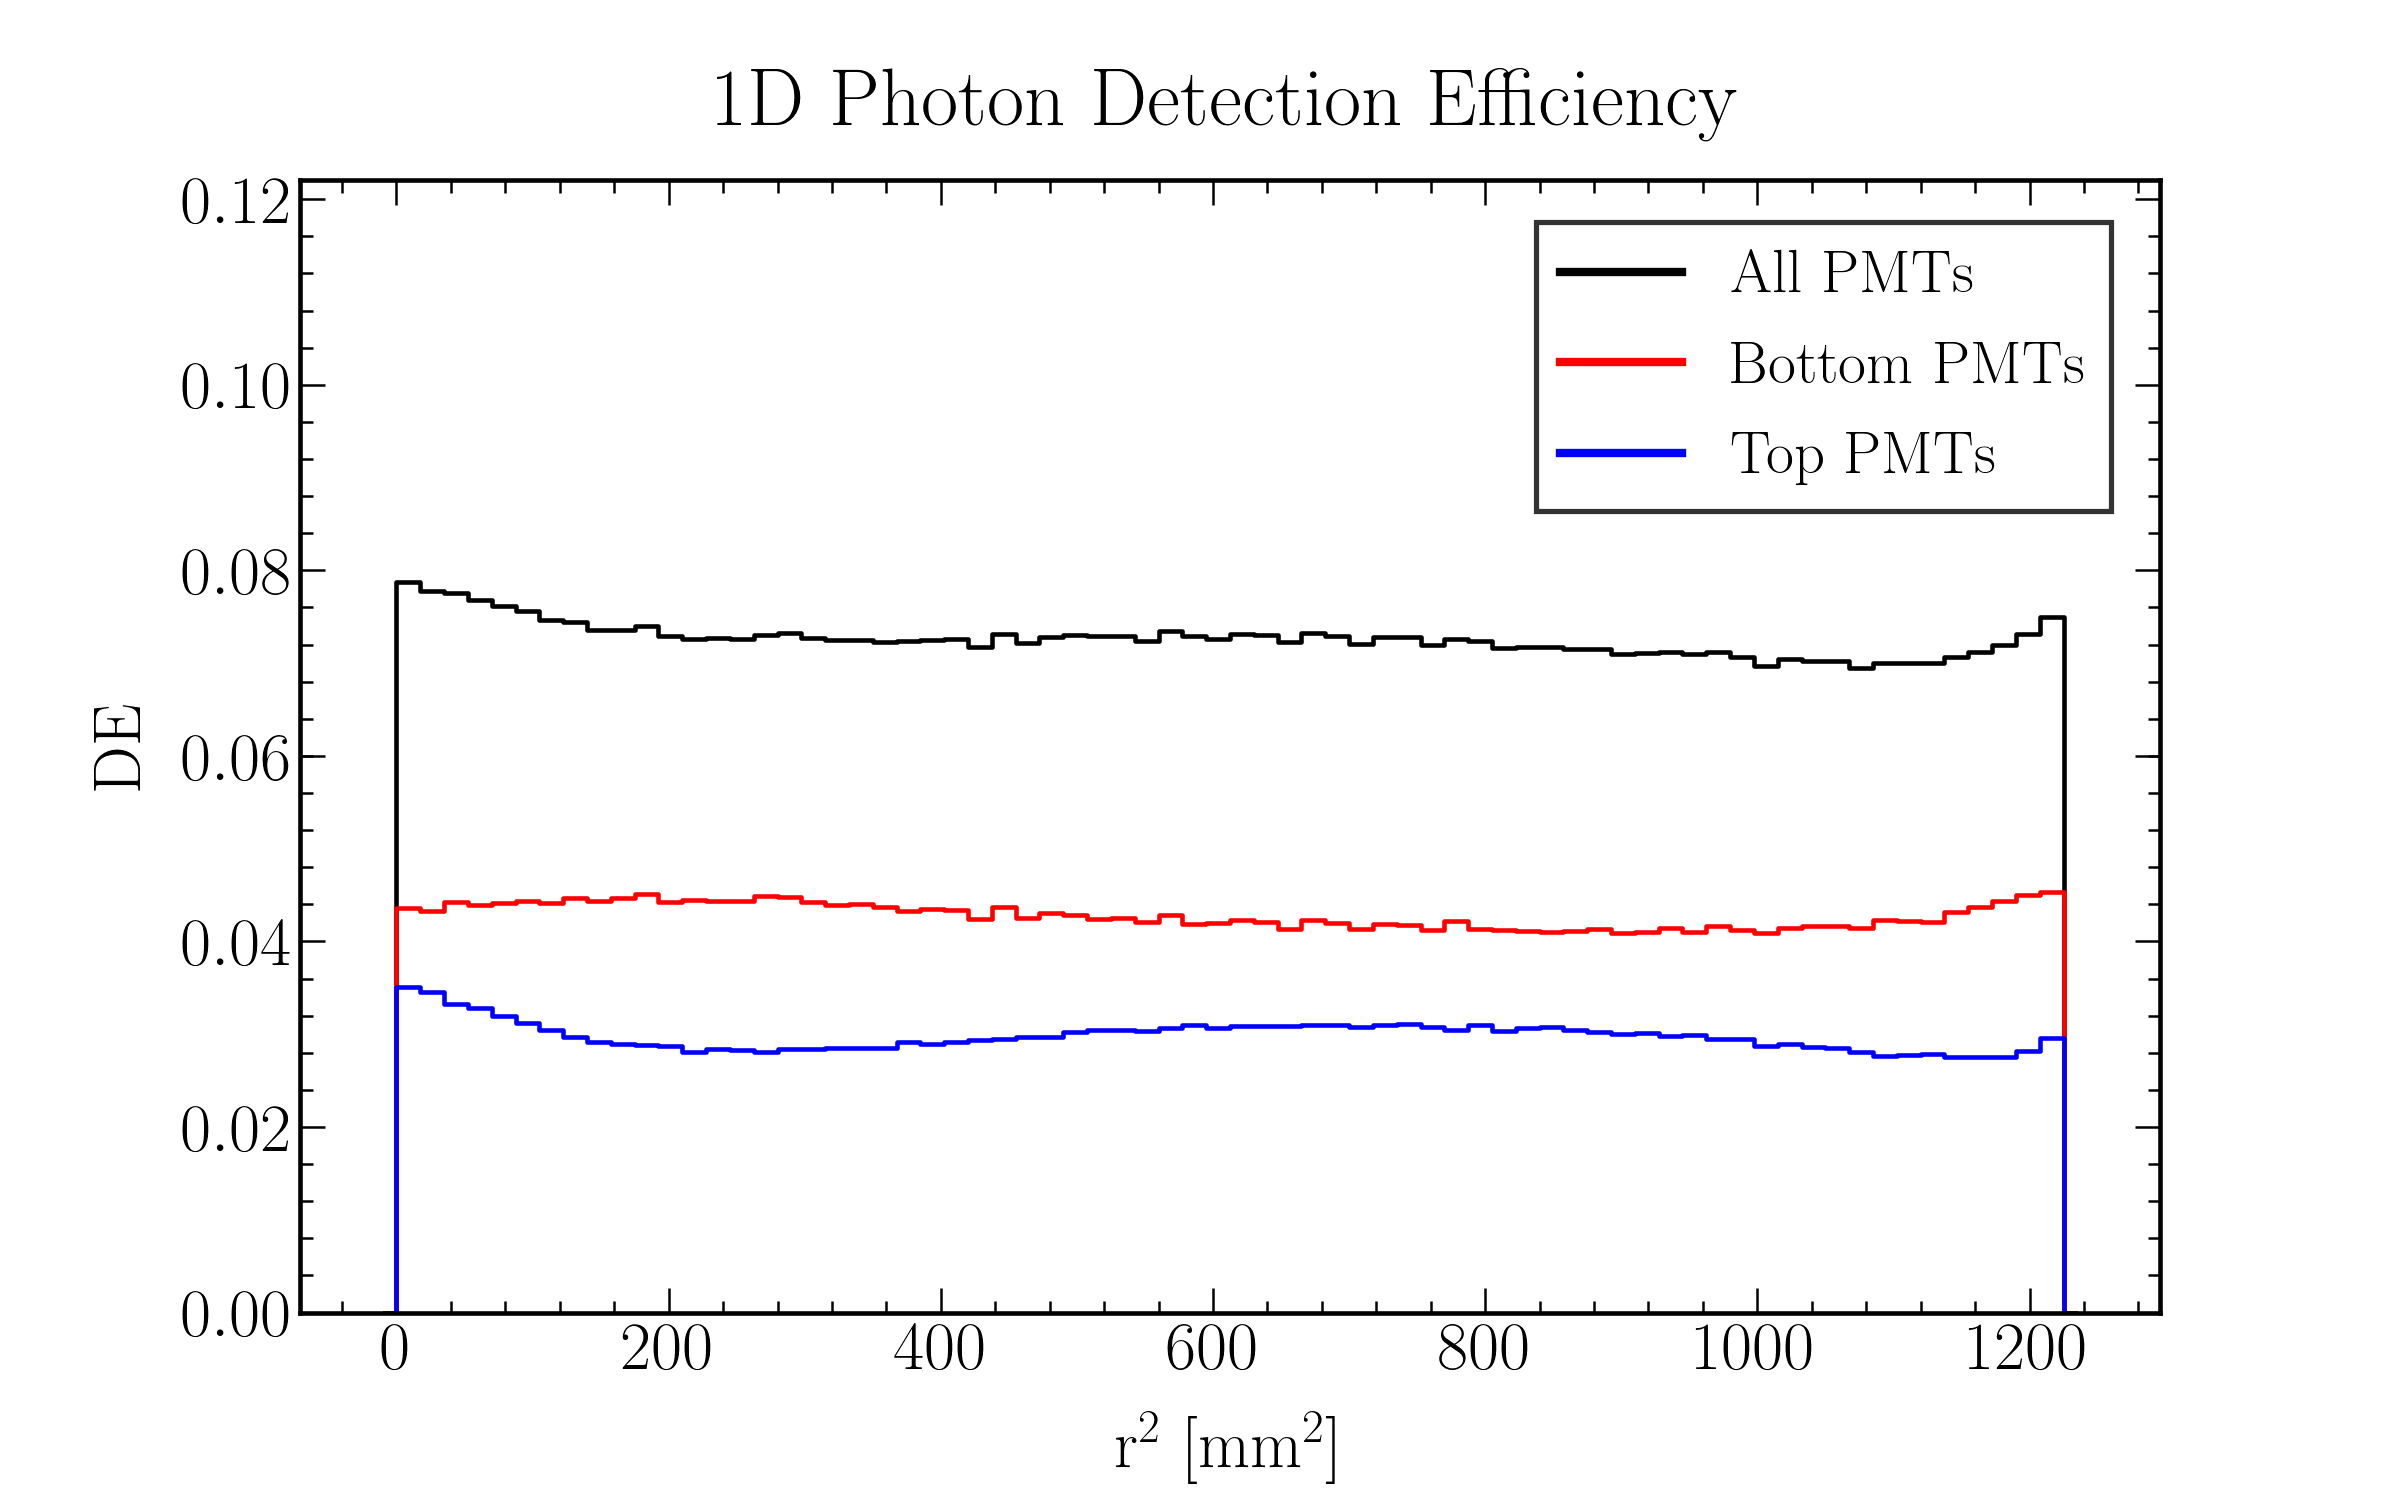 1D Photon Detection Efficiency
0.12
0.10
0.08
0.06
0.04
0.02
0.00
DE
All PMTs
Bottom PMTs
Top PMTs
0 200 400 600 800 1000 1200
r² [mm²]